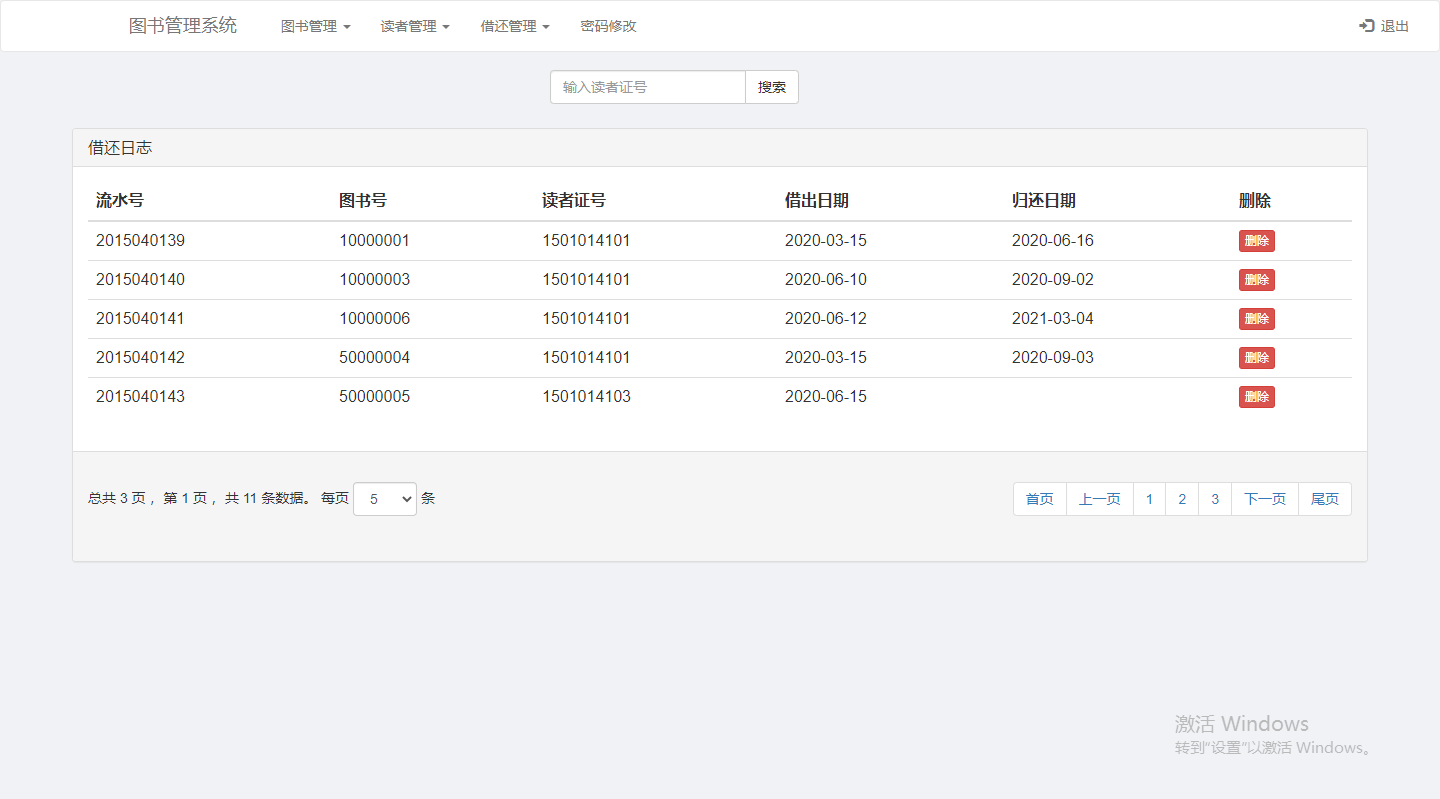 图书管理系统 图书管理 读者管理 借还管理 密码修改 退出
输入读者证号 搜索
借还日志
流水号 图书号 读者证号 借出日期 归还日期 删除
2015040139 10000001 1501014101 2020-03-15 2020-06-16 删除
2015040140 10000003 1501014101 2020-06-10 2020-09-02 删除
2015040141 10000006 1501014101 2020-06-12 2021-03-04 删除
2015040142 50000004 1501014101 2020-03-15 2020-09-03 删除
2015040143 50000005 1501014103 2020-06-15 删除
总共 3 页 ，第 1 页 ，共 11 条数据。 每页 5 条 首页 上一页 1 2 3 下一页 尾页
激活 Windows
转到"设置"以激活 Windows。